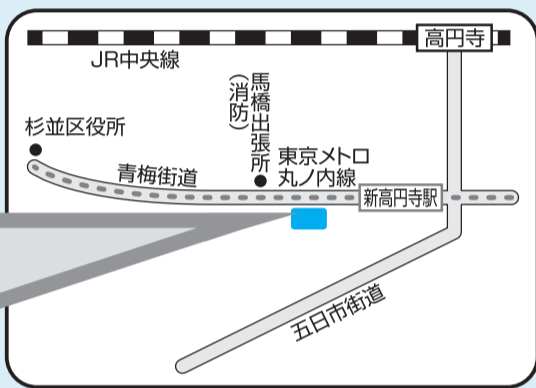 高円寺
JR中央線
馬橋出張所
(消防)
杉並区役所
東京メトロ
丸ノ内線
青梅街道
新高円寺駅
五日市街道